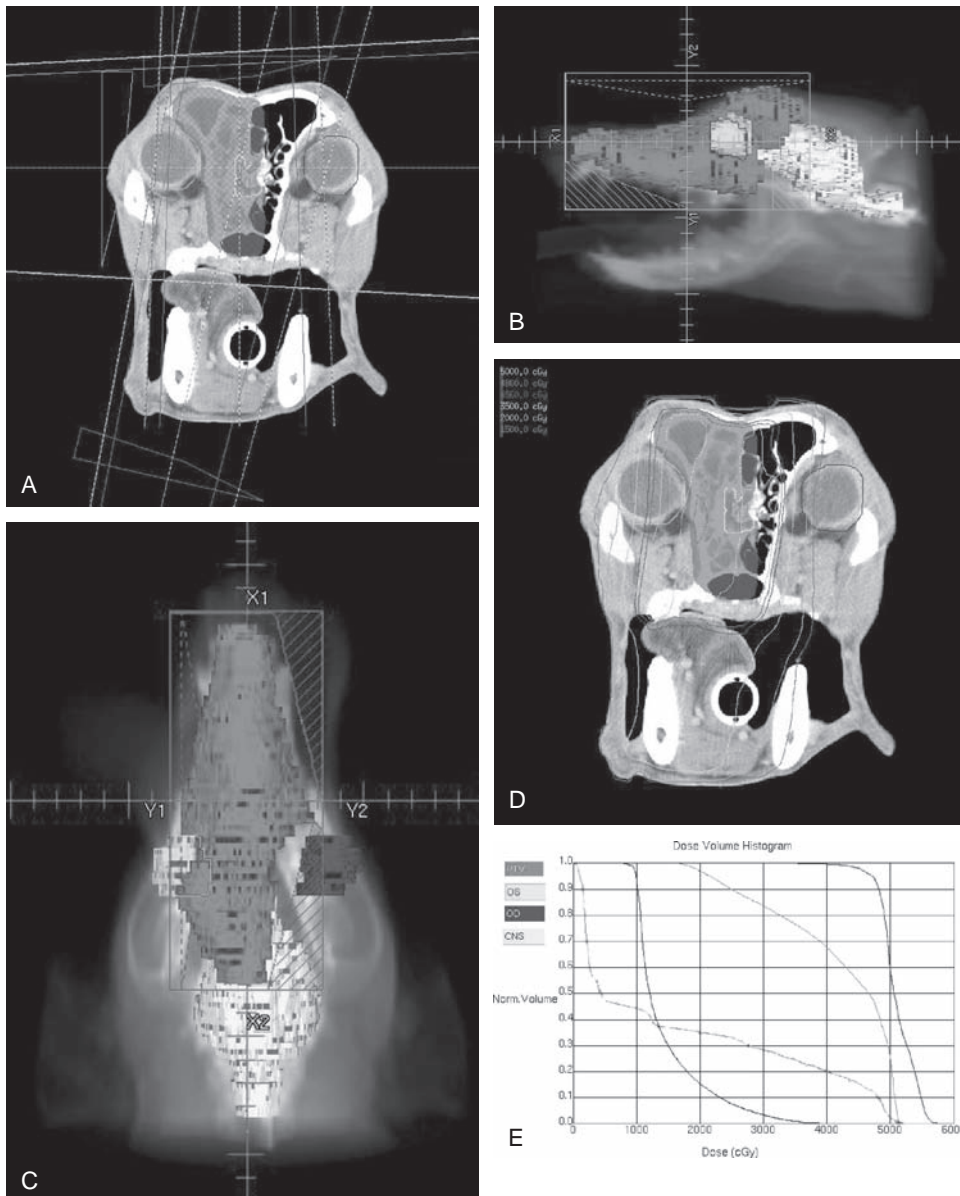 A
X1
Y2
Y1
B
X1
Y1
Y2
X2
C
5000.0 cGy
3500.0 cGy
2000.0 cGy
D
Dose Volume Histogram
OS
OD
CNS
Norm.Volume
1.0
0.9
0.8
0.7
0.6
0.5
0.4
0.3
0.2
0.1
0.0
0 1000 2000 3000 4000 5000 600
Dose (cGy)
E